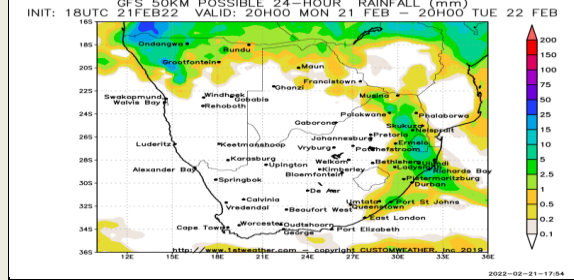 GFS 50KM POSSIBLE 24-HOUR RAINFALL (mm)
INIT: 18UTC 21FEB22 VALID: 20H00 MON 21 FEB – 20H00 TUE 22 FEB
16S
18S
20S
22S
24S
26S
28S
30S
32S
34S
36S
Ondangwa
Rundu
Grootfontein
Maun
Francistown
Ghanzi
Swakopmund
Walvis Bay
Windhoek
Gobabis
Rehoboth
Musina
Polokwane
Phalaborwa
Gaborone
Skukuza
Nelspruit
Johannesburg
Pretoria
Ermelo
Luderitz
Keetmanshoop
Vryburg
Potchefstroom
Karasburg
Upington
Welkom
Bethlehem
Ladysmith
Alexander Bay
Kimberley
Bloemfontein
Richards Bay
Springbok
Pietermaritzburg
Durban
De Aar
Calvinia
Vredendal
Beaufort West
Umtata
Port St Johns
Queenstown
East London
Cape Town
Worcester
Oudtshoorn
George
Port Elizabeth
http://www.1stweather.com – copyright CUSTOMWEATHER, Inc 2019
12E 15E 18E 21E 24E 27E 30E 33E 36E
200
150
100
75
50
25
15
10
5
2.5
1
0.5
0.2
0.1
2022-02-21-17:54